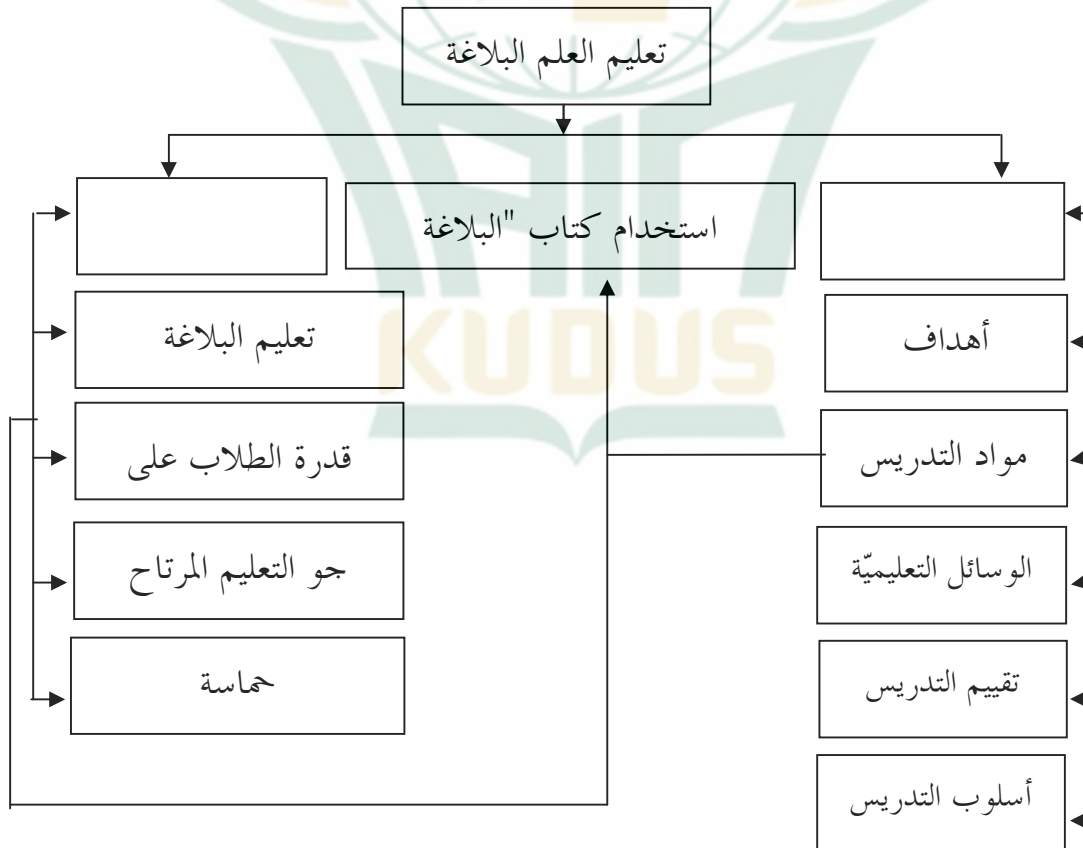 تعليم العلم البلاغة
استخدام كتاب "البلاغة
أهداف
مواد التدريس
الوسائل التعليميّة
تقييم التدريس
أسلوب التدريس
تعليم البلاغة
قدرة الطلاب على
جو التعليم المرتاح
حماسة
KUDUS